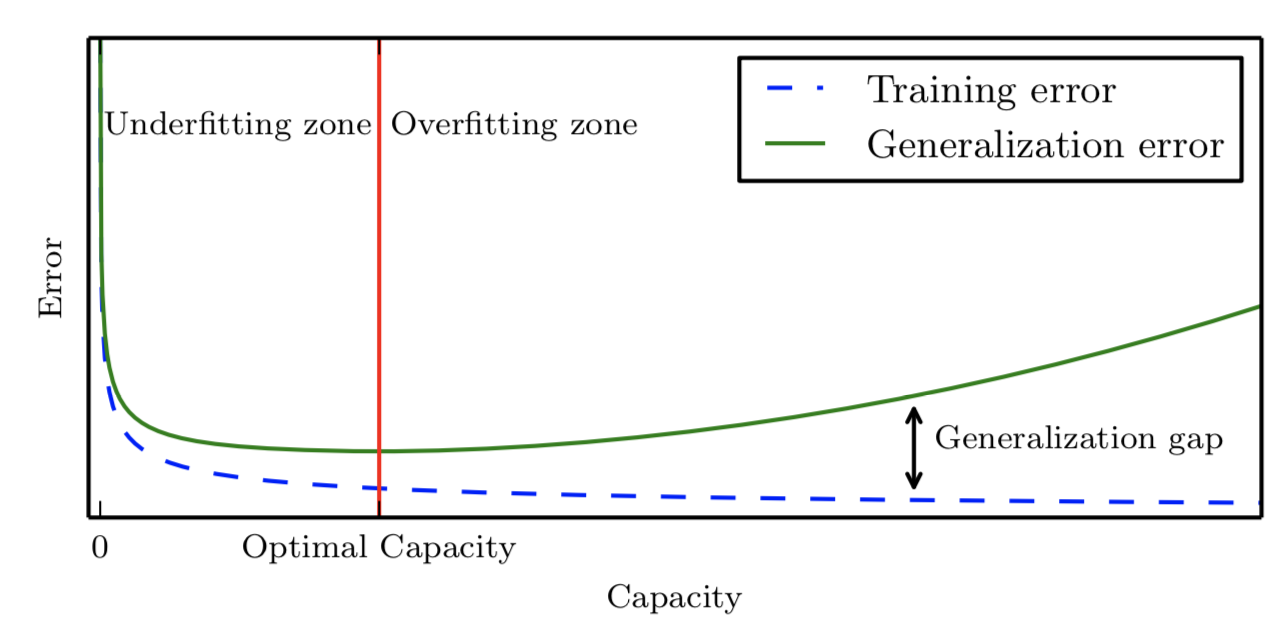 Training error
Generalization error
Underfitting zone
Overfitting zone
Error
Generalization gap
0
Optimal Capacity
Capacity